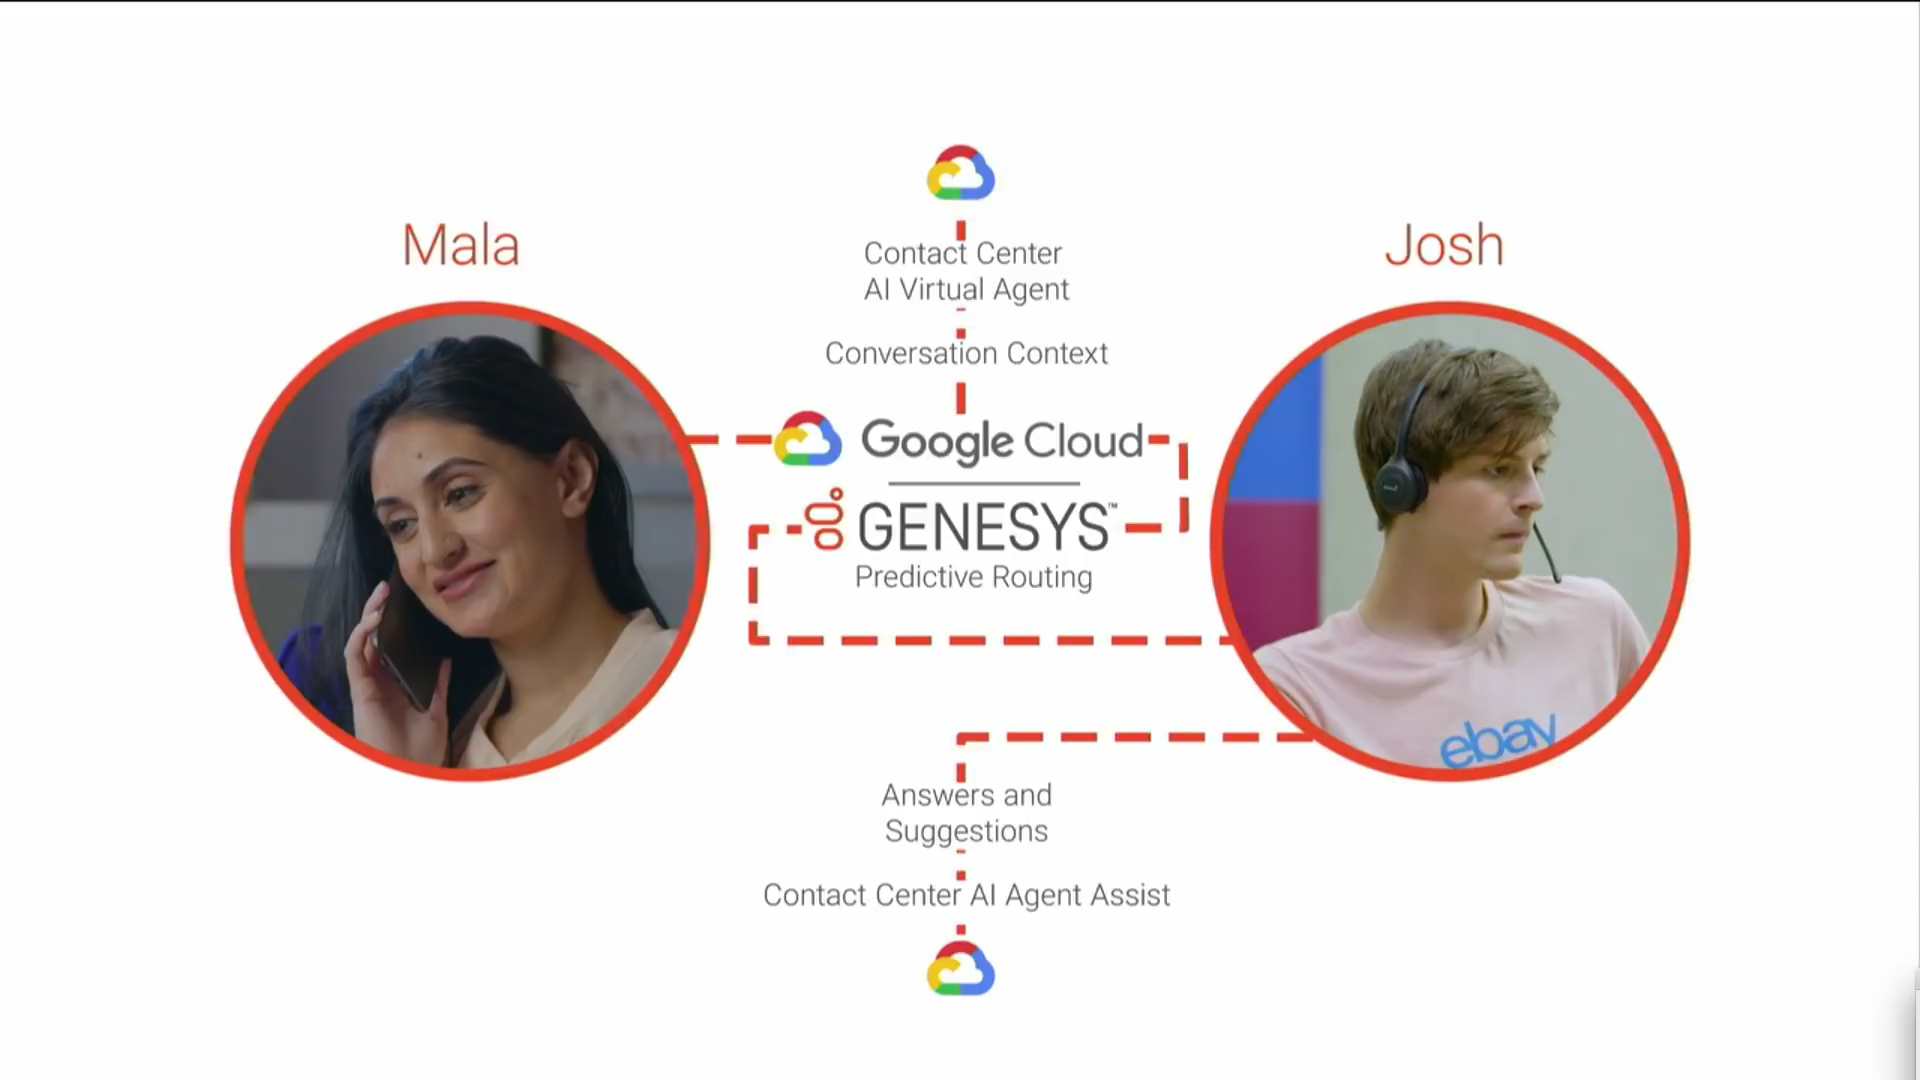 Mala
Josh
Contact Center
AI Virtual Agent
Conversation Context
Google Cloud
GENESYS™
Predictive Routing
ebay
Answers and
Suggestions
Contact Center AI Agent Assist